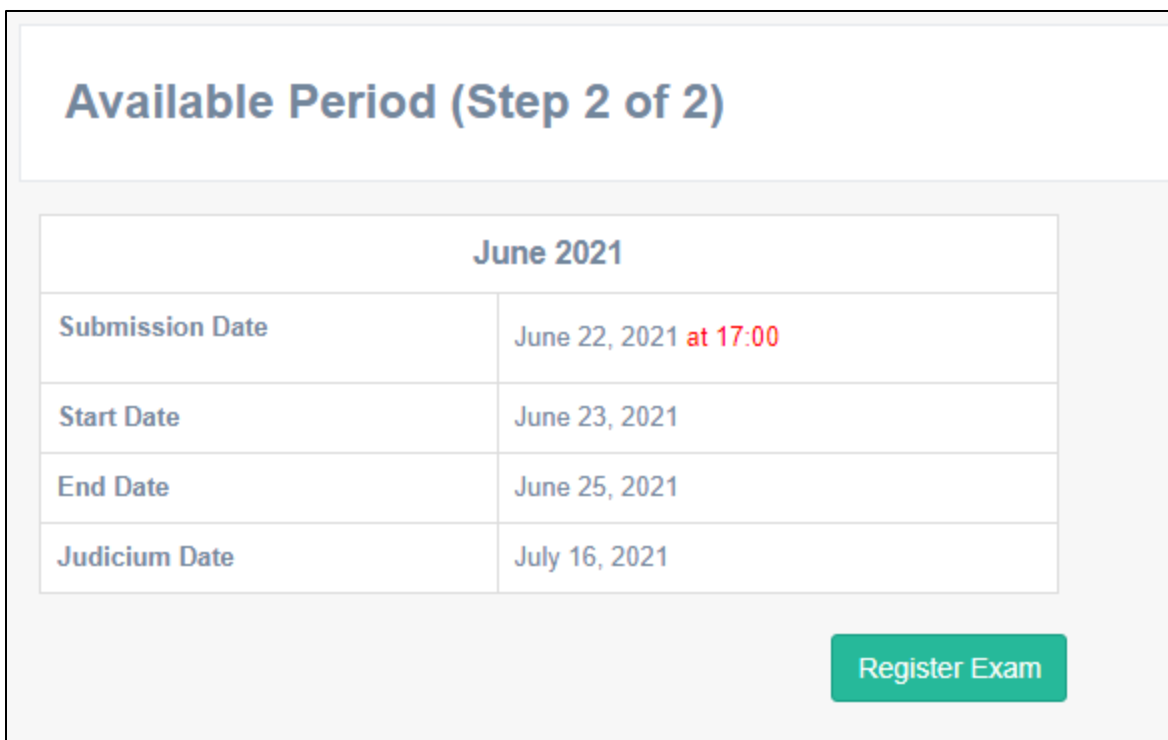 Available Period (Step 2 of 2)
June 2021
Submission Date
June 22, 2021 at 17:00
Start Date
June 23, 2021
End Date
June 25, 2021
Judicium Date
July 16, 2021
Register Exam